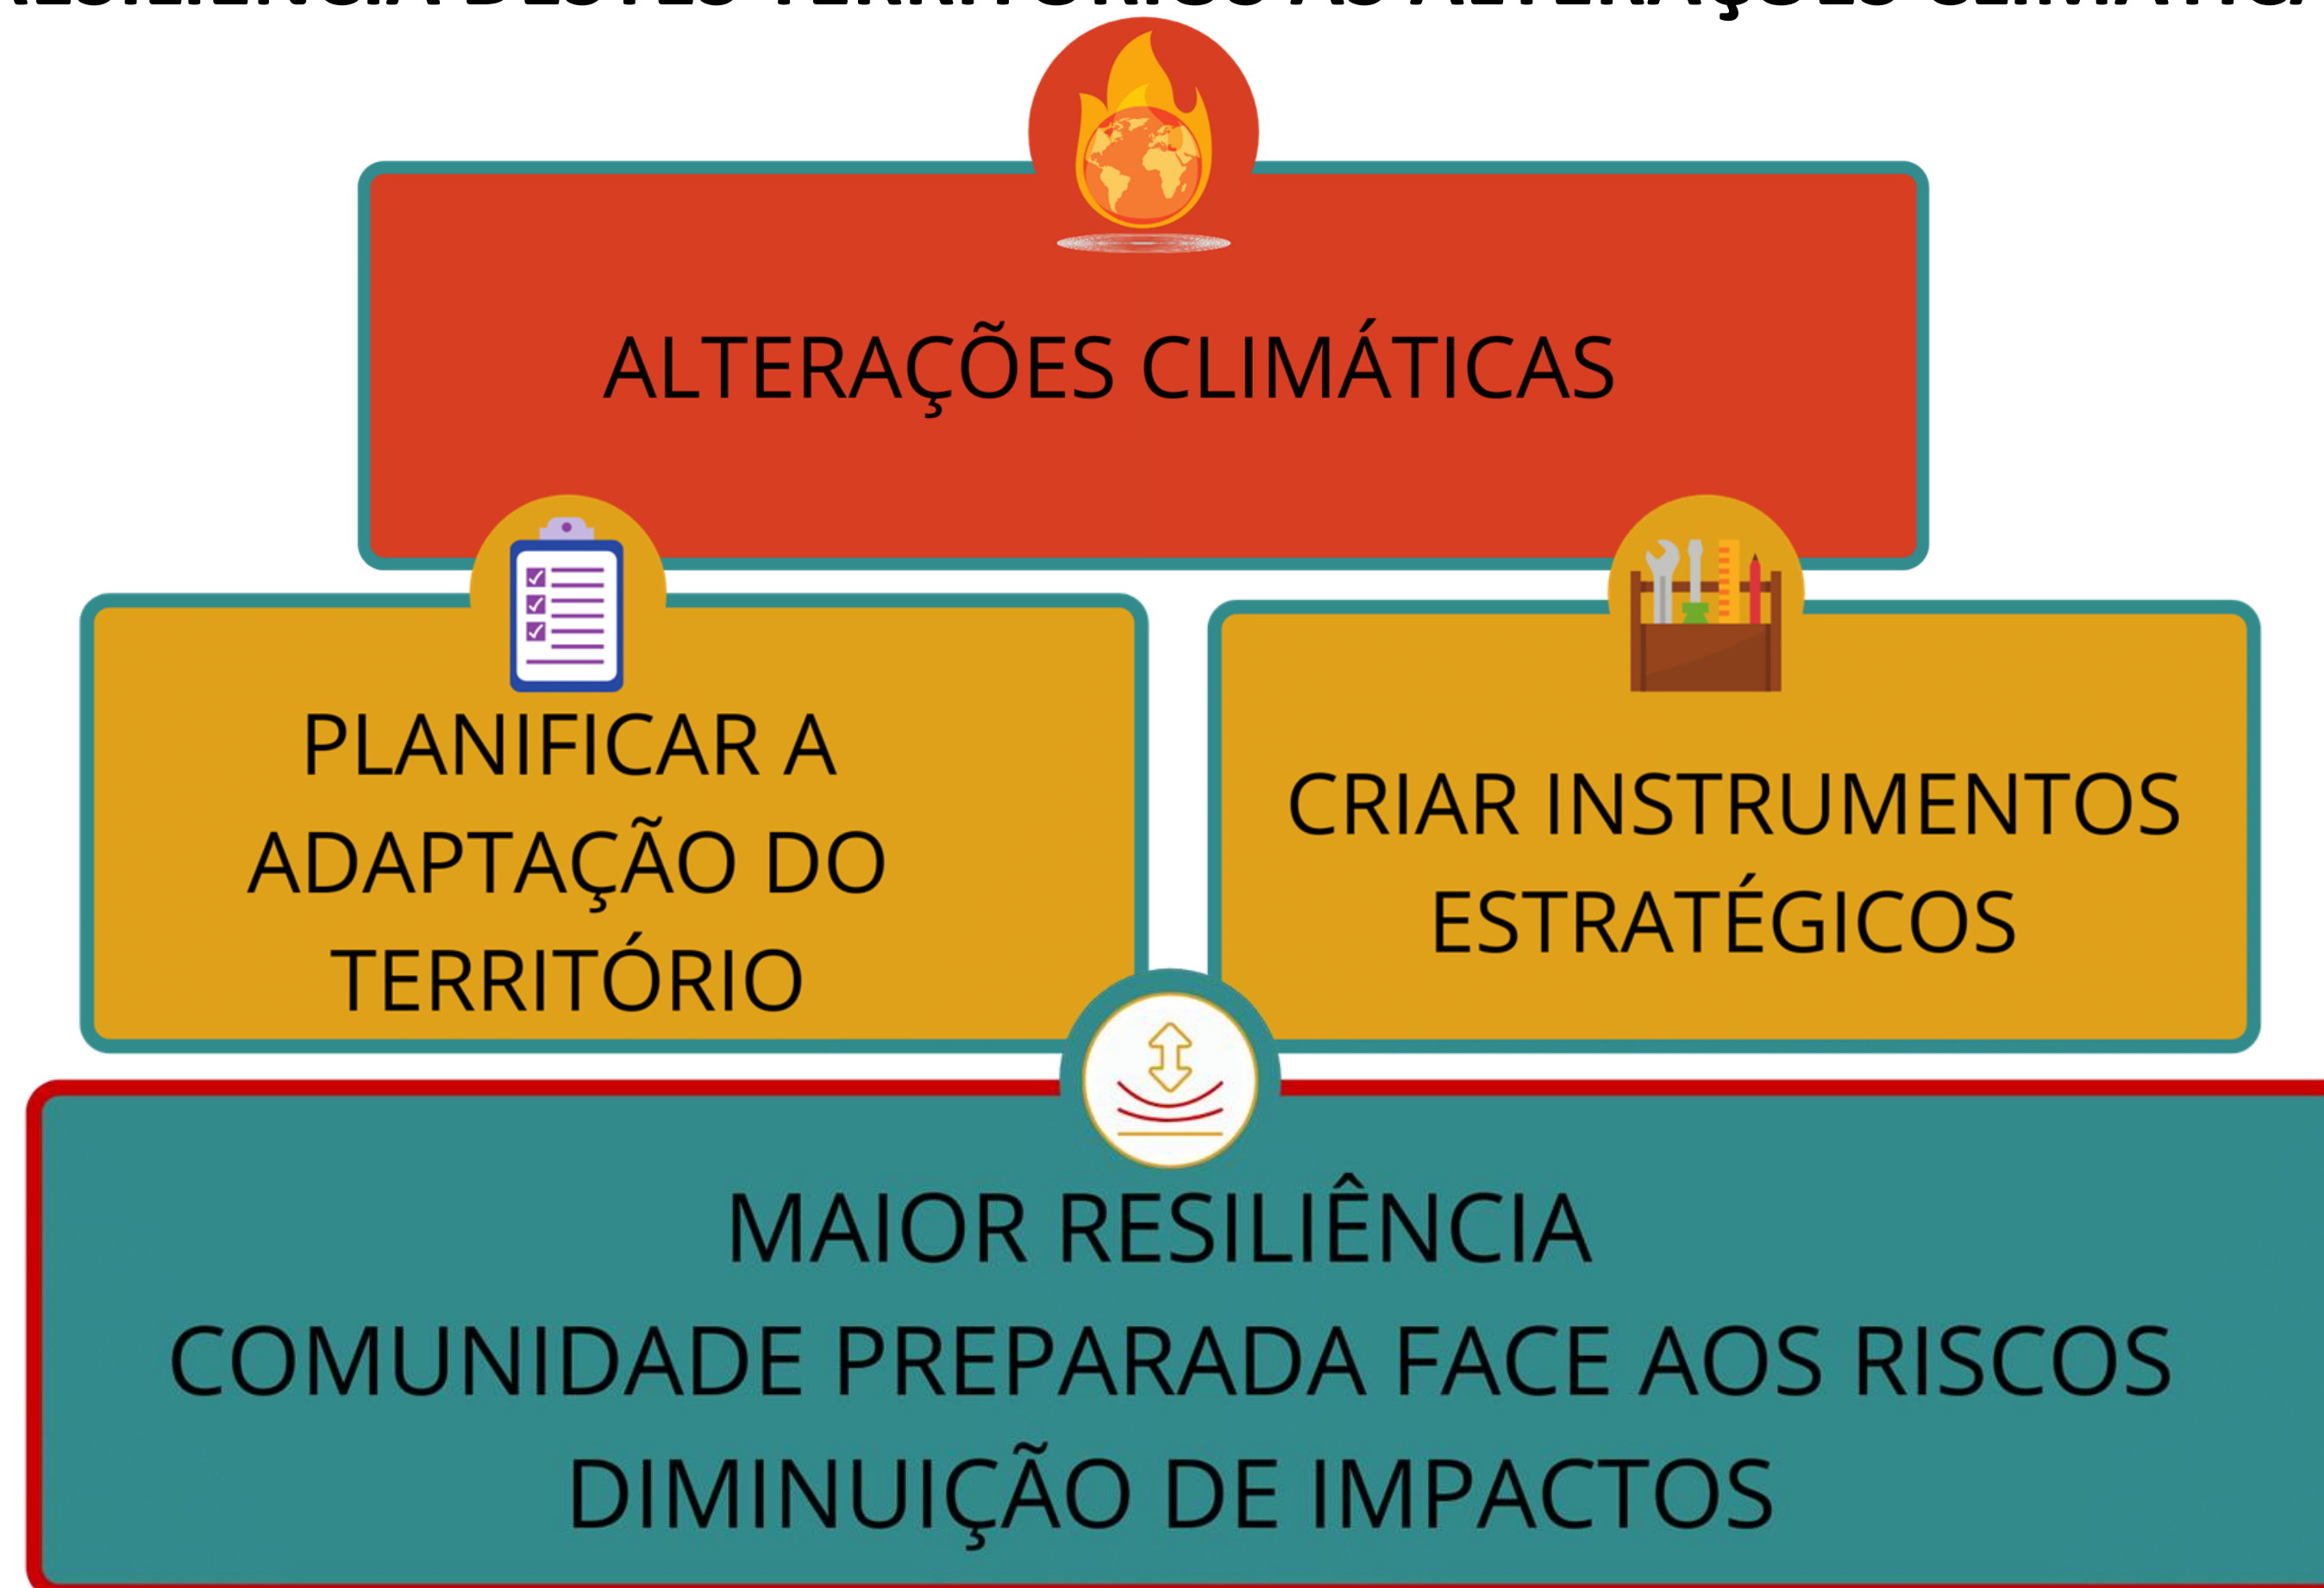 ALTERAÇÕES CLIMÁTICAS
PLANIFICAR A
ADAPTAÇÃO DO
TERRITÓRIO
CRIAR INSTRUMENTOS
ESTRATÉGICOS
MAIOR RESILIÊNCIA
COMUNIDADE PREPARADA FACE AOS RISCOS
DIMINUIÇÃO DE IMPACTOS